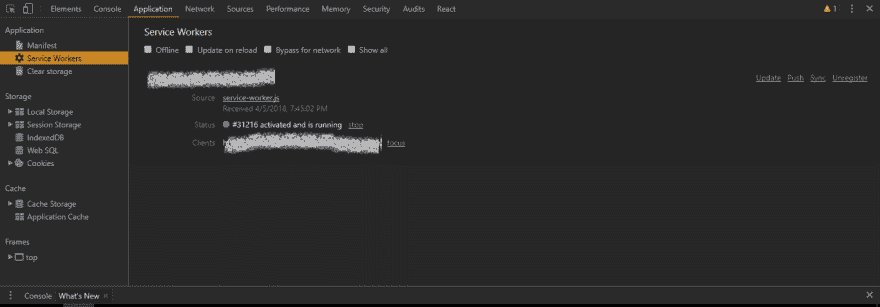 Elements Console Application Network Sources Performance Memory Security Audits React 1
Application
Manifest
Service Workers
Clear storage
Storage
Local Storage
Session Storage
IndexedDB
Web SQL
Cookies
Cache
Cache Storage
Application Cache
Frames
top
Service Workers
Offline Update on reload Bypass for network Show all
Update Push Sync Unregister
Source service-worker.js
Received 4/5/2018, 7:45:02 PM
Status #31216 activated and is running stop
Clients focus
Console What's New